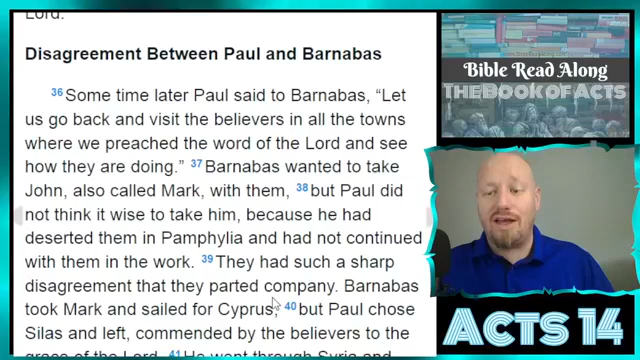 Lord.
Disagreement Between Paul and Barnabas
36 Some time later Paul said to Barnabas, “Let
us go back and visit the believers in all the towns
where we preached the word of the Lord and see
how they are doing.” 37 Barnabas wanted to take
John, also called Mark, with them, 38 but Paul did
not think it wise to take him, because he had
deserted them in Pamphylia and had not continued
with them in the work. 39 They had such a sharp
disagreement that they parted company. Barnabas
took Mark and sailed for Cyprus, 40 but Paul chose
Silas and left, commended by the believers to the
grace of the Lord. 41 He went through Syria and
Bible Read Along
THE BOOK OF ACTS
ACTS 14